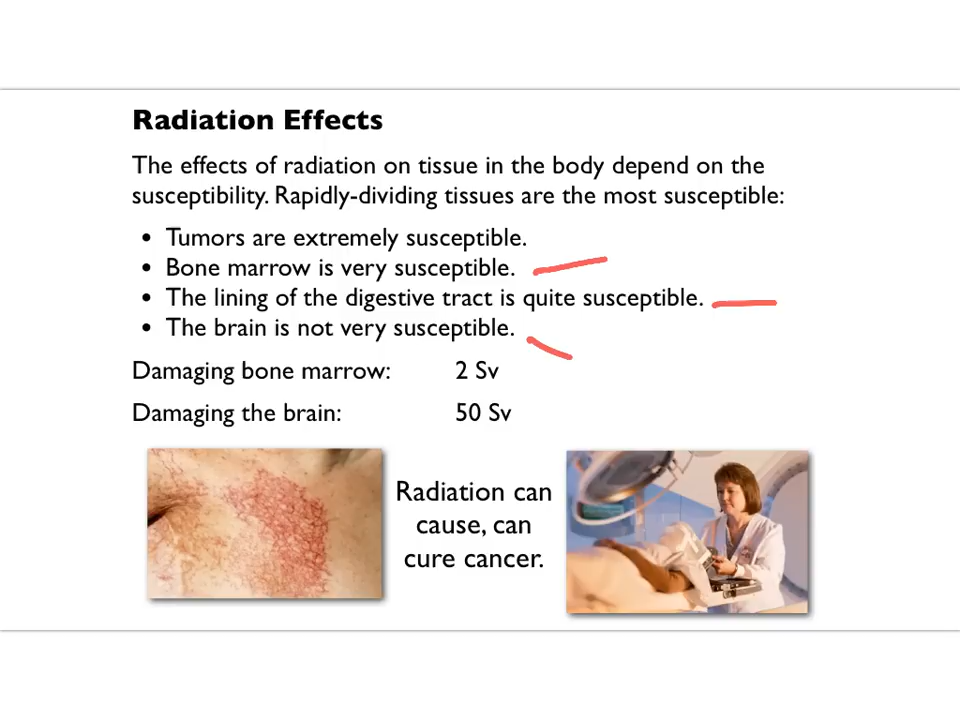 Radiation Effects
The effects of radiation on tissue in the body depend on the
susceptibility. Rapidly-dividing tissues are the most susceptible:
• Tumors are extremely susceptible.
• Bone marrow is very susceptible.
• The lining of the digestive tract is quite susceptible.
• The brain is not very susceptible.
Damaging bone marrow: 2 Sv
Damaging the brain: 50 Sv
Radiation can
cause, can
cure cancer.